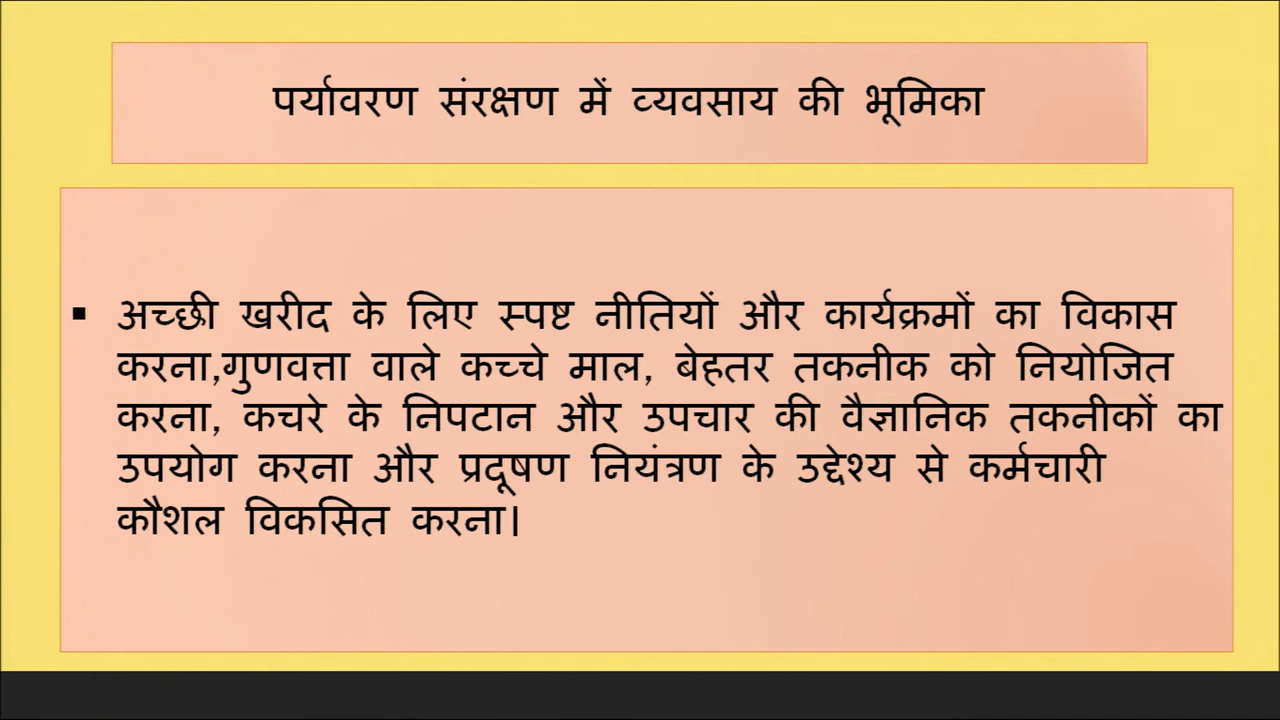 पर्यावरण संरक्षण में व्यवसाय की भूमिका
▪ अच्छी खरीद के लिए स्पष्ट नीतियों और कार्यक्रमों का विकास
करना,गुणवत्ता वाले कच्चे माल, बेहतर तकनीक को नियोजित
करना, कचरे के निपटान और उपचार की वैज्ञानिक तकनीकों का
उपयोग करना और प्रदूषण नियंत्रण के उद्देश्य से कर्मचारी
कौशल विकसित करना।